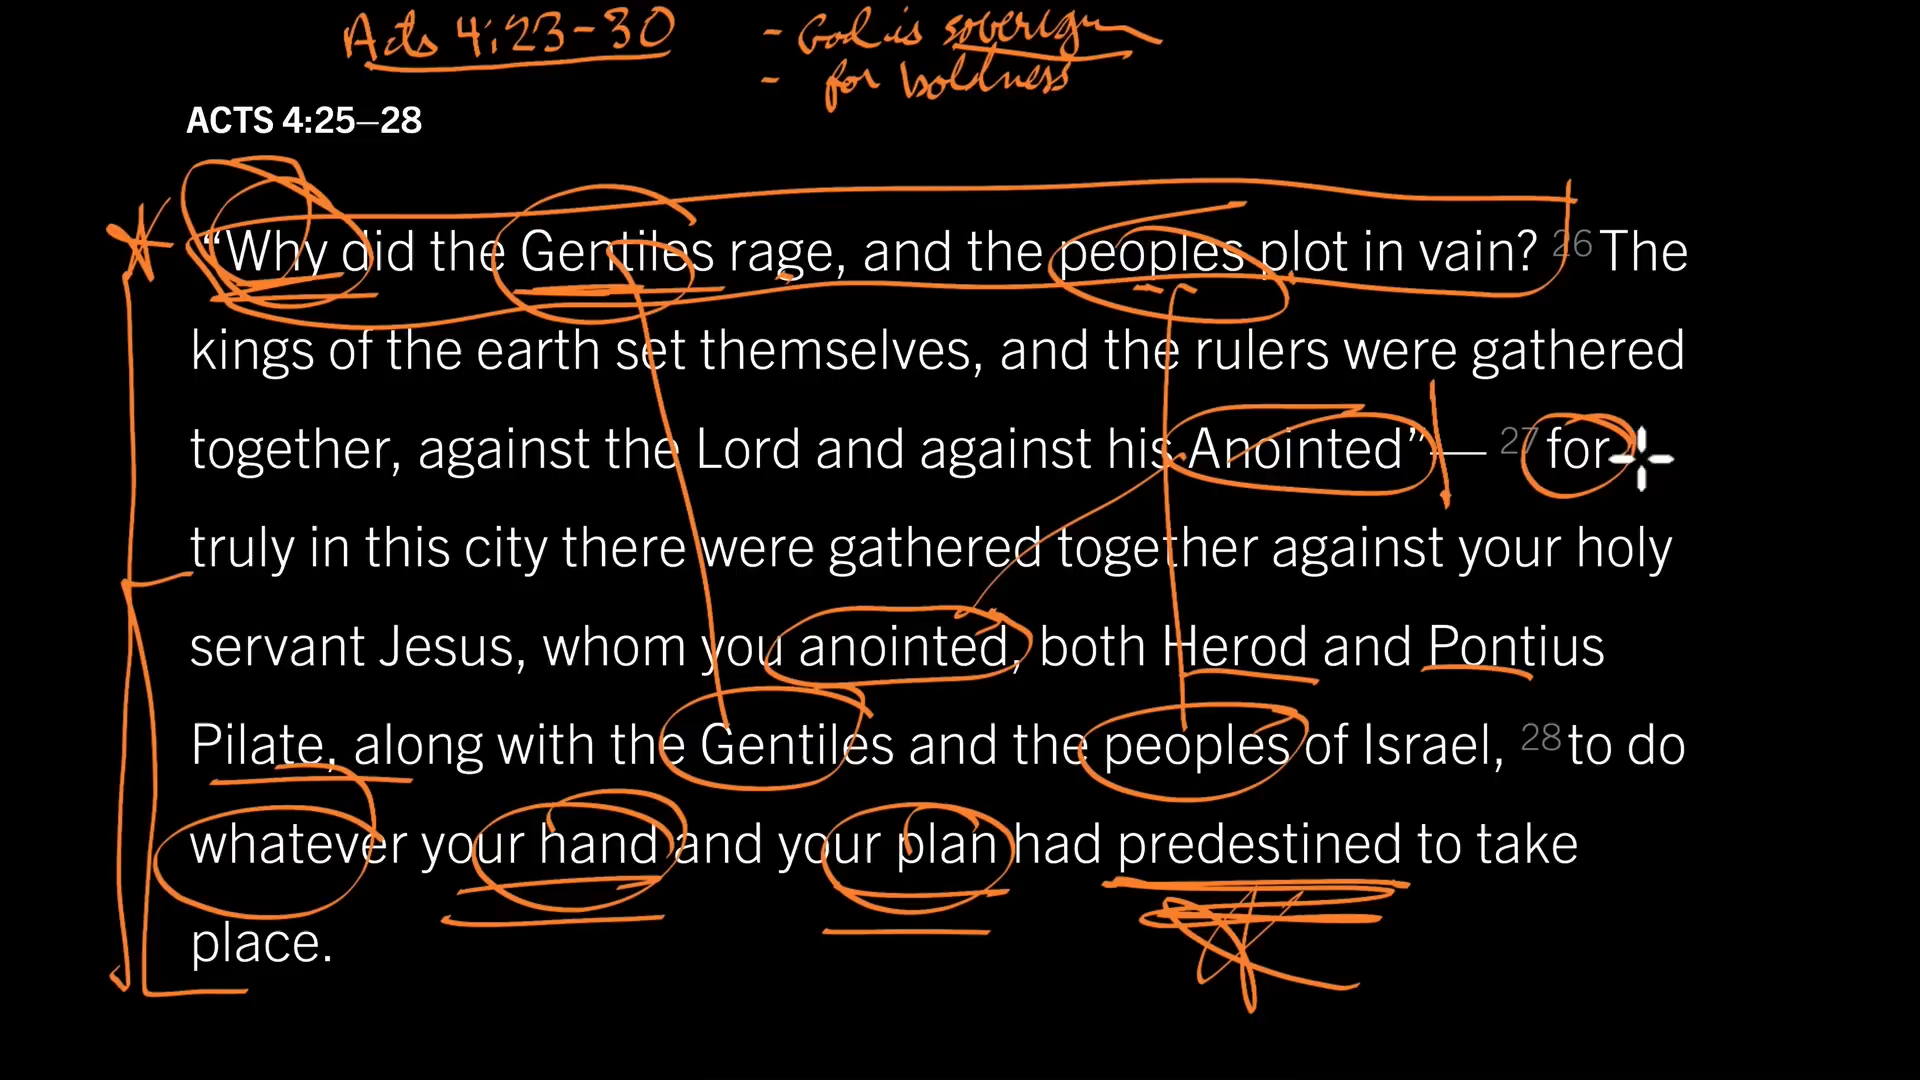 Acts 4:23-30
- God is sovereign
- for boldness
ACTS 4:25–28
“Why did the Gentiles rage, and the peoples plot in vain? 26 The
kings of the earth set themselves, and the rulers were gathered
together, against the Lord and against his Anointed”— 27 for
truly in this city there were gathered together against your holy
servant Jesus, whom you anointed, both Herod and Pontius
Pilate, along with the Gentiles and the peoples of Israel, 28 to do
whatever your hand and your plan had predestined to take
place.